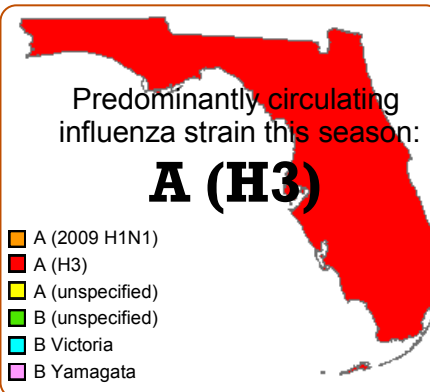 Predominantly circulating
influenza strain this season:
A (H3)
A (2009 H1N1)
A (H3)
A (unspecified)
B (unspecified)
B Victoria
B Yamagata